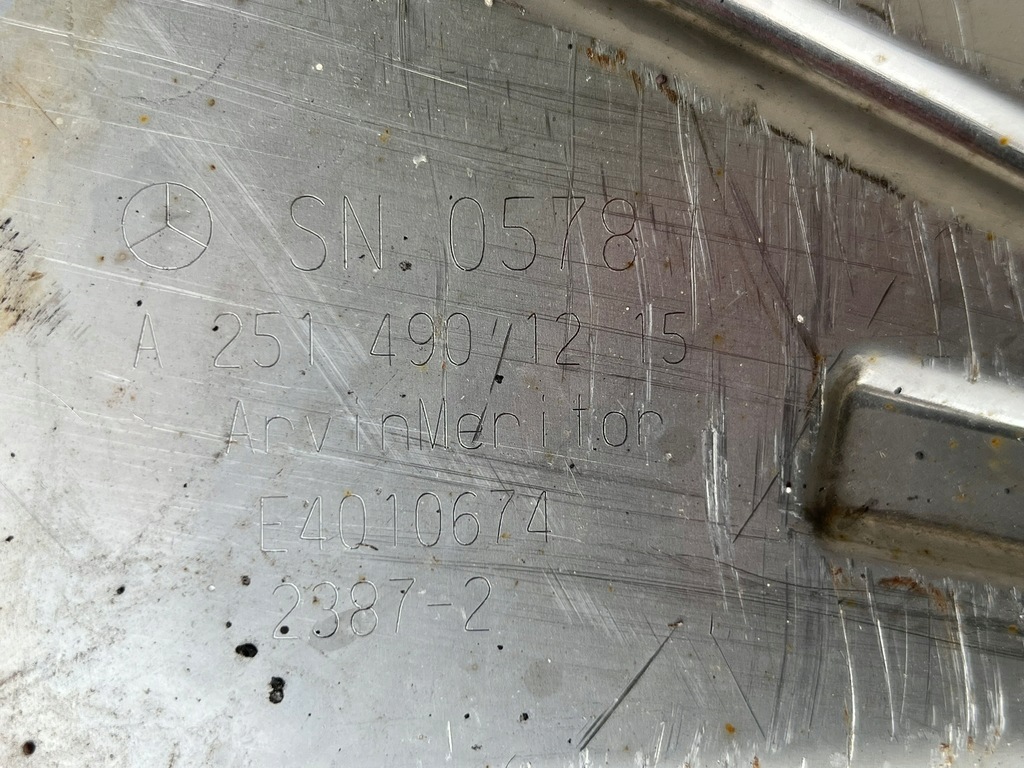 SN 0578
A 251 490 12 15
ArvinMeritor
E4010674
2387-2